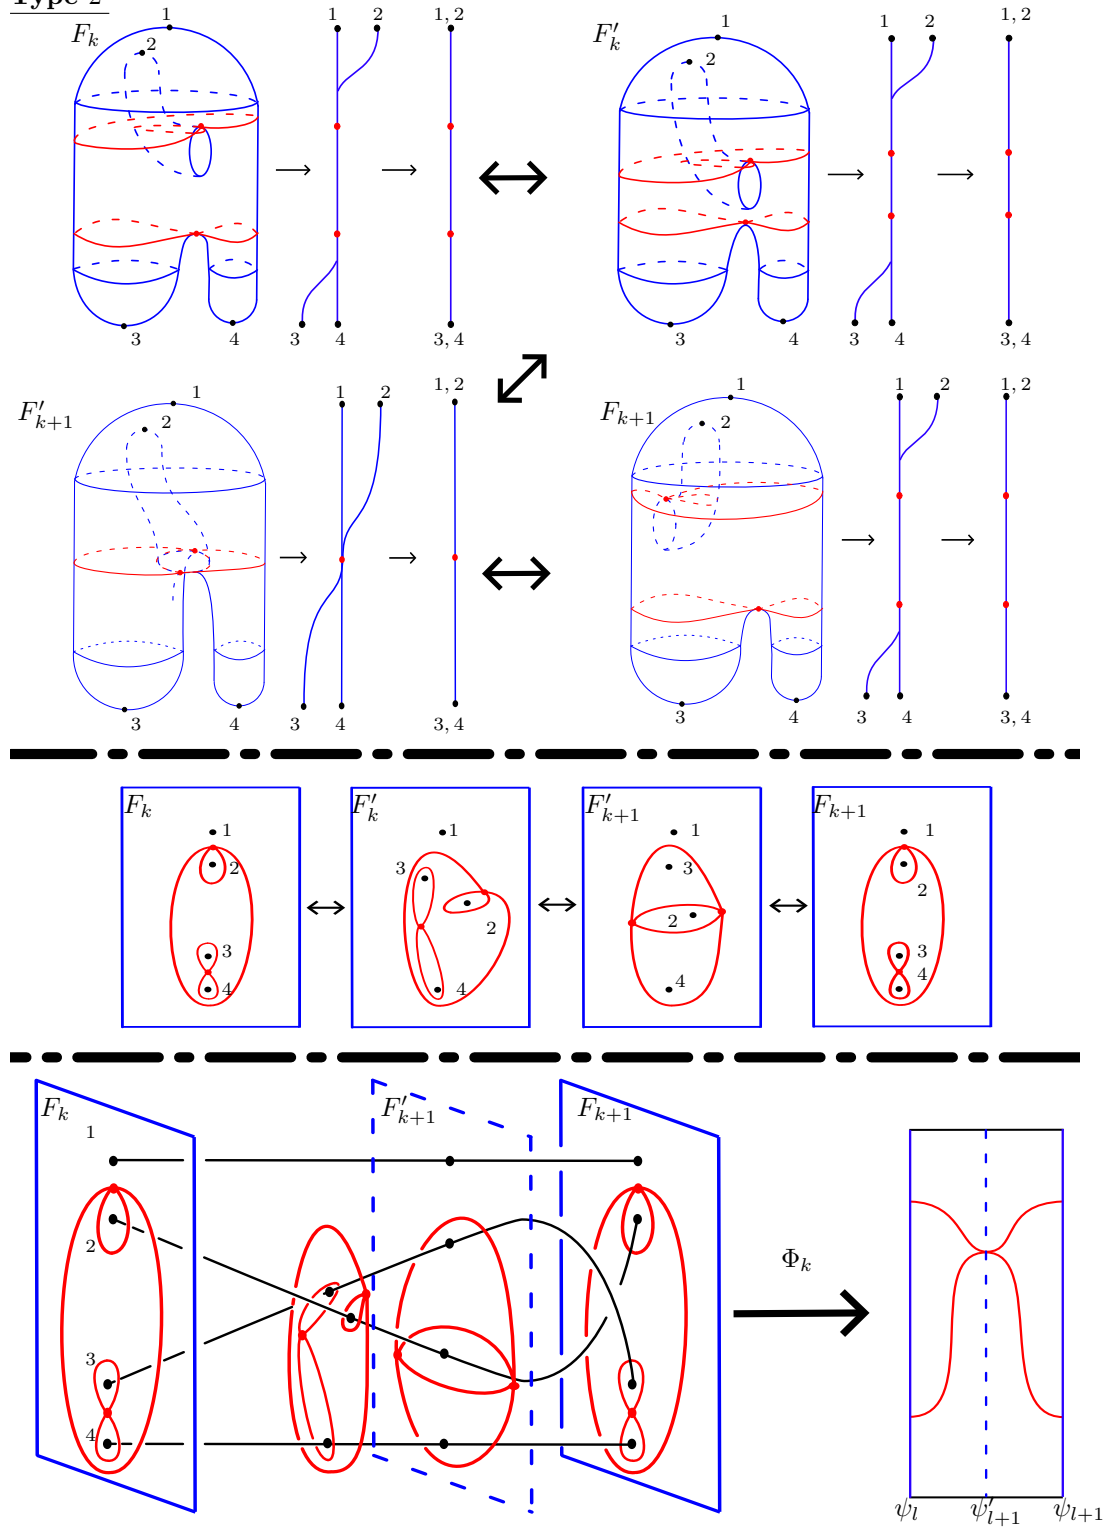 Type 2
F_k 1 2 1 2 1, 2 F'_k 1 2 1 2 1, 2
3 4 3 4 3, 4 3 4 3 4 3, 4
F'_{k+1} 1 2 1 2 1, 2 F_{k+1} 1 2 1 2 1, 2
3 4 3 4 3, 4 3 4 3 4 3, 4
F_k 1 2 3 4 F'_k 1 3 2 4 F'_{k+1} 1 3 2 4 F_{k+1} 1 2 3 4
F_k F'_{k+1} F_{k+1}
1
2
Φ_k
3
4
ψ_l ψ'_{l+1} ψ_{l+1}